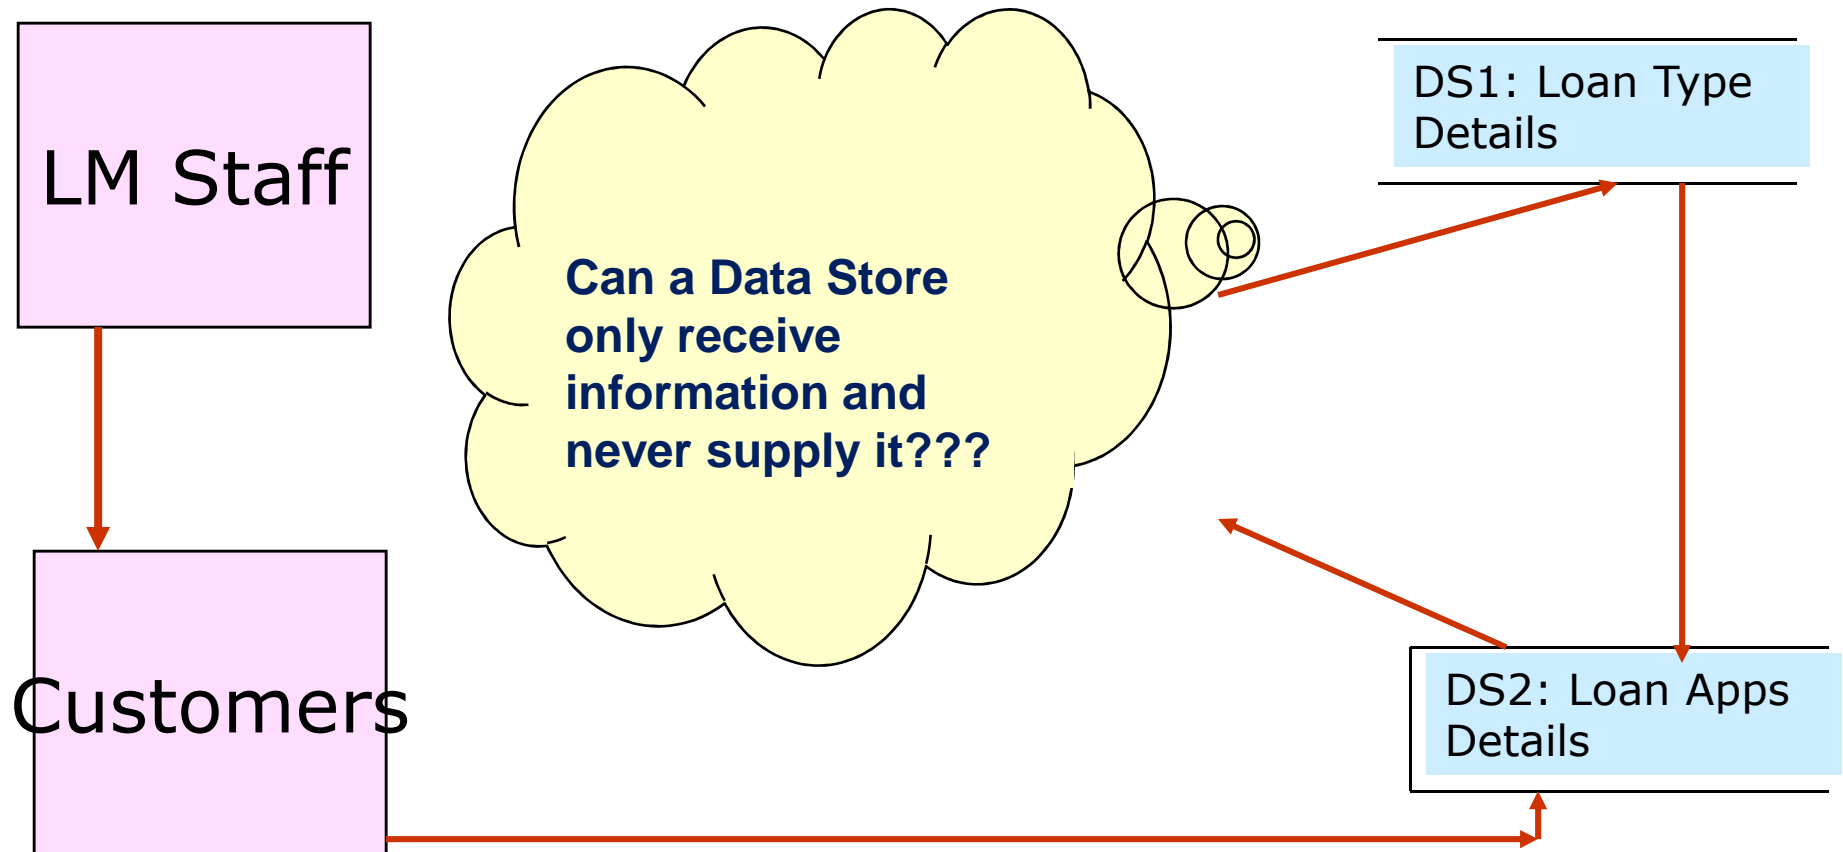 LM Staff
DS1: Loan Type
Details
Can a Data Store
only receive
information and
never supply it???
Customers
DS2: Loan Apps
Details